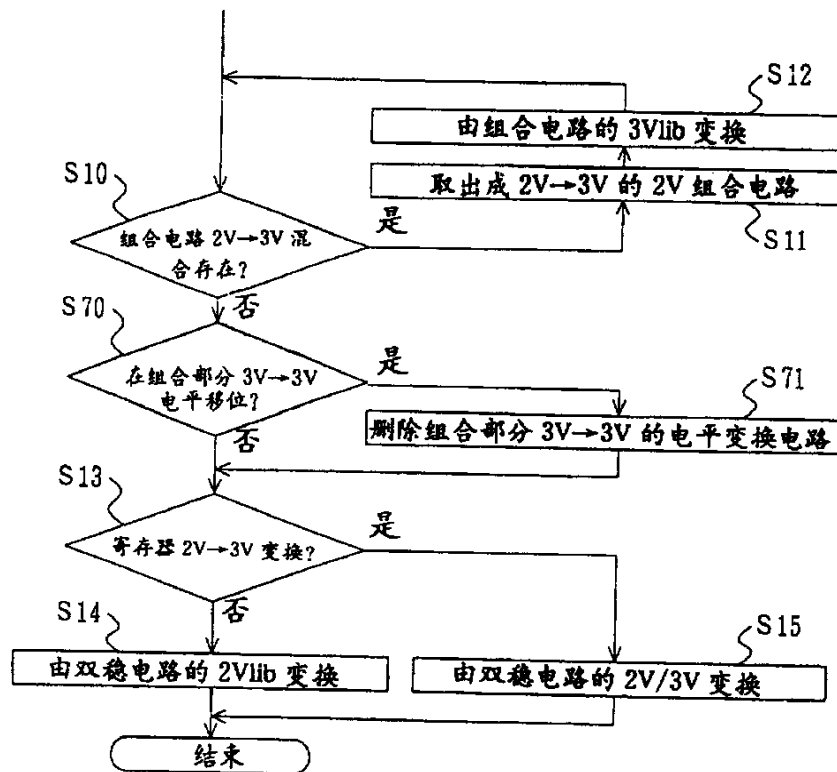 S12
由组合电路的 3Vlib 变换
取出成 2V→3V 的 2V 组合电路
S11
S10
组合电路 2V→3V 混
合存在?
是
否
S70
在组合部分 3V→3V
电平移位?
是
S71
删除组合部分 3V→3V 的电平变换电路
否
S13
寄存器 2V→3V 变换?
是
否
S14
由双稳电路的 2Vlib 变换
S15
由双稳电路的 2V/3V 变换
结束